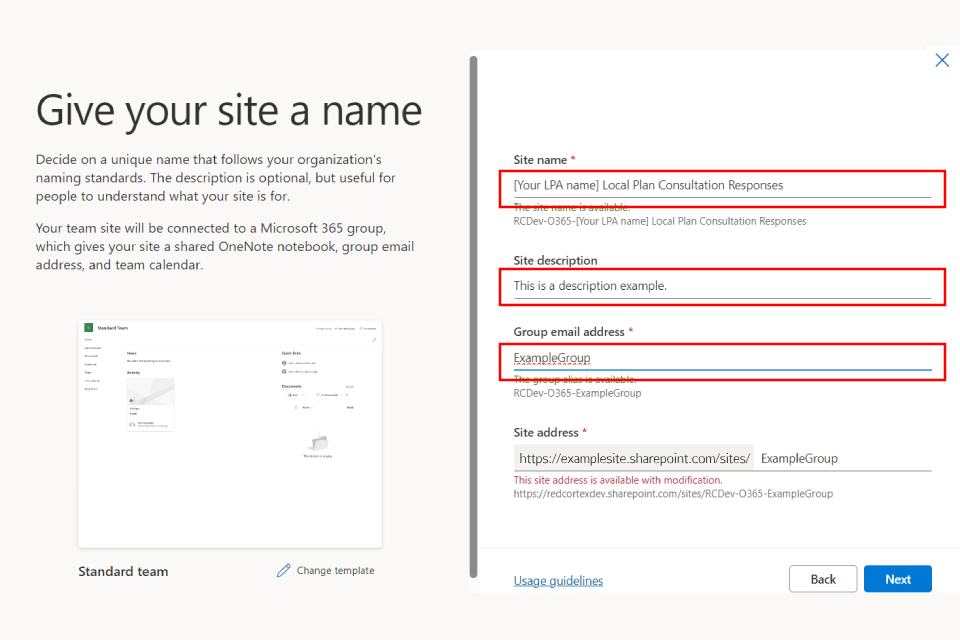 Give your site a name
Decide on a unique name that follows your organization's
naming standards. The description is optional, but useful for
people to understand what your site is for.
Your team site will be connected to a Microsoft 365 group,
which gives your site a shared OneNote notebook, group email
address, and team calendar.
Standard Team
News
Activity
Quick links
Documents
Standard team
Change template
Site name *
[Your LPA name] Local Plan Consultation Responses
The site name is available.
RCDev-O365-[Your LPA name] Local Plan Consultation Responses
Site description
This is a description example.
Group email address *
ExampleGroup
The group alias is available.
RCDev-O365-ExampleGroup
Site address *
https://examplesite.sharepoint.com/sites/ ExampleGroup
This site address is available with modification.
https://redcortexdev.sharepoint.com/sites/RCDev-O365-ExampleGroup
Usage guidelines
Back
Next